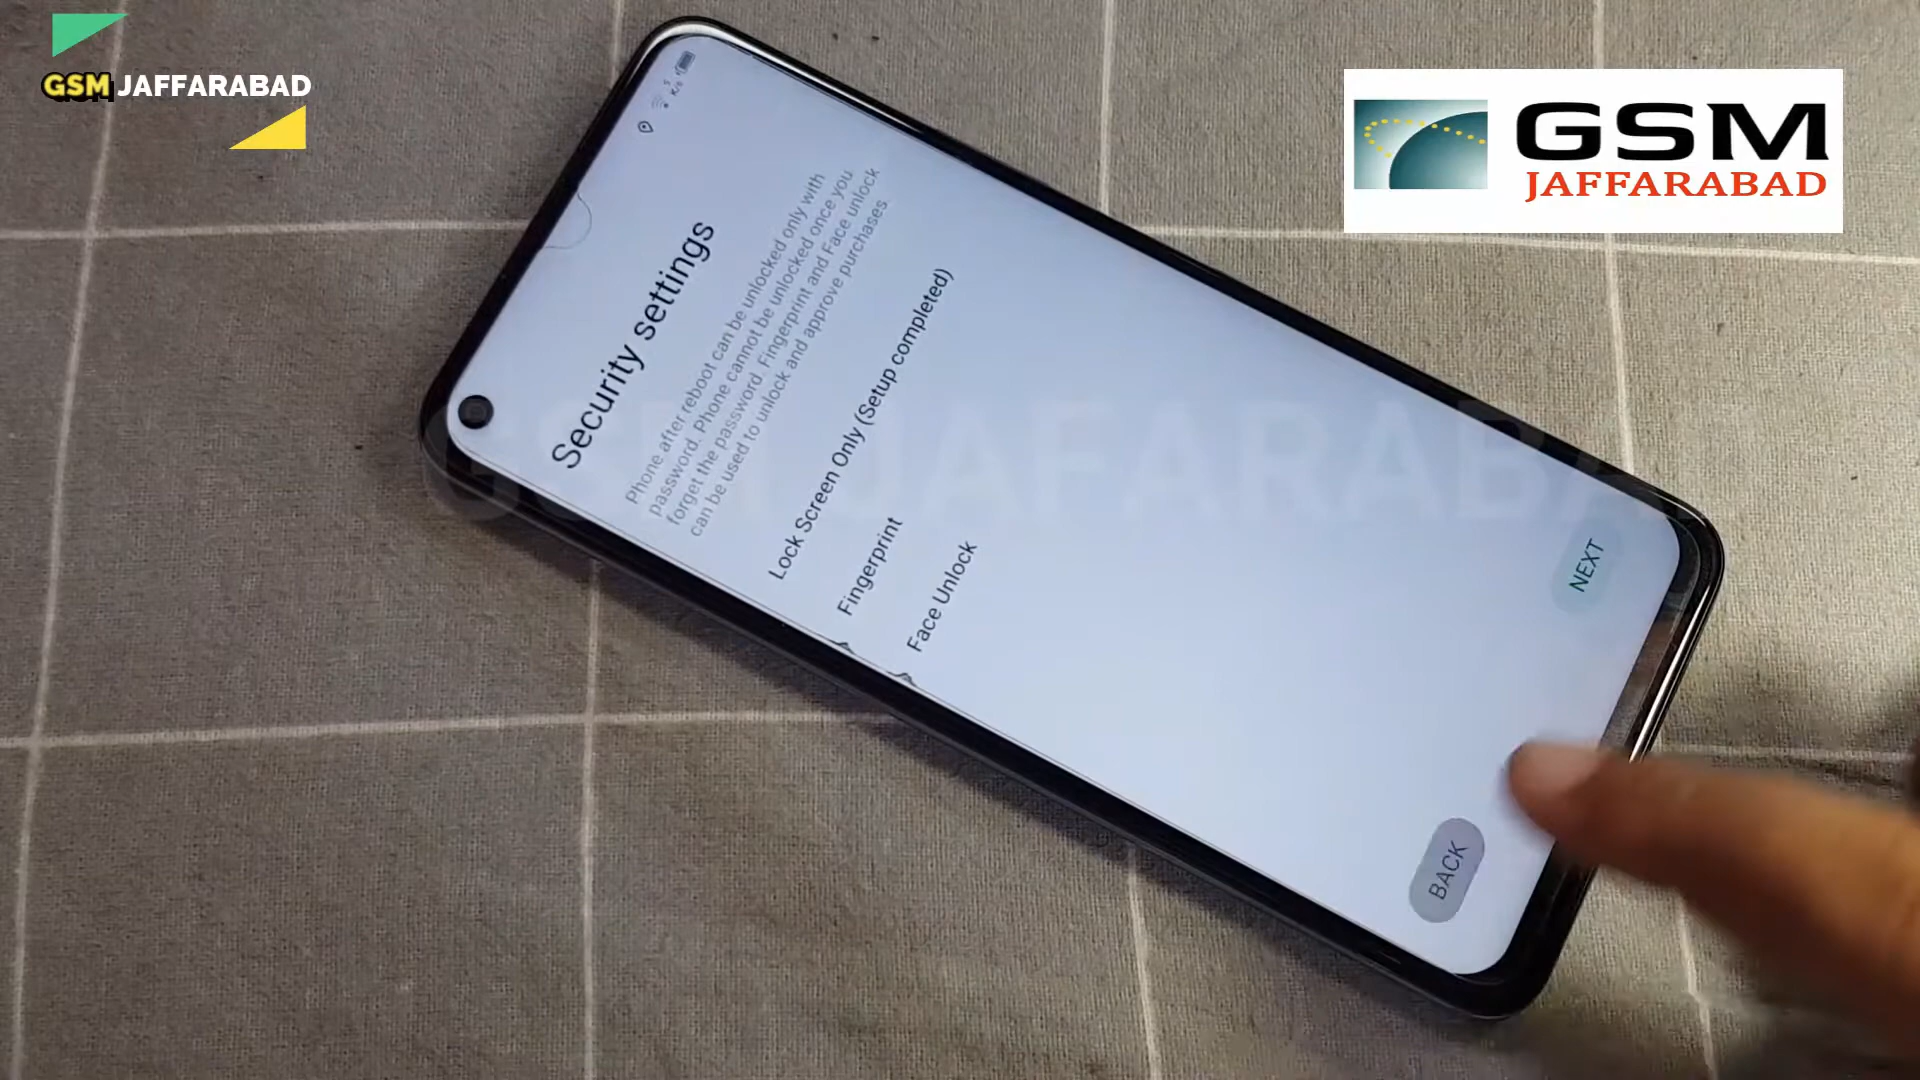 GSM JAFFARABAD
GSM
JAFFARABAD
Security settings
Phone after reboot can be unlocked only with
password. Phone cannot be unlocked once you
forget the password. Fingerprint and Face unlock
can be used to unlock and approve purchases
Lock Screen Only (Setup completed)
Fingerprint
Face Unlock
NEXT
BACK